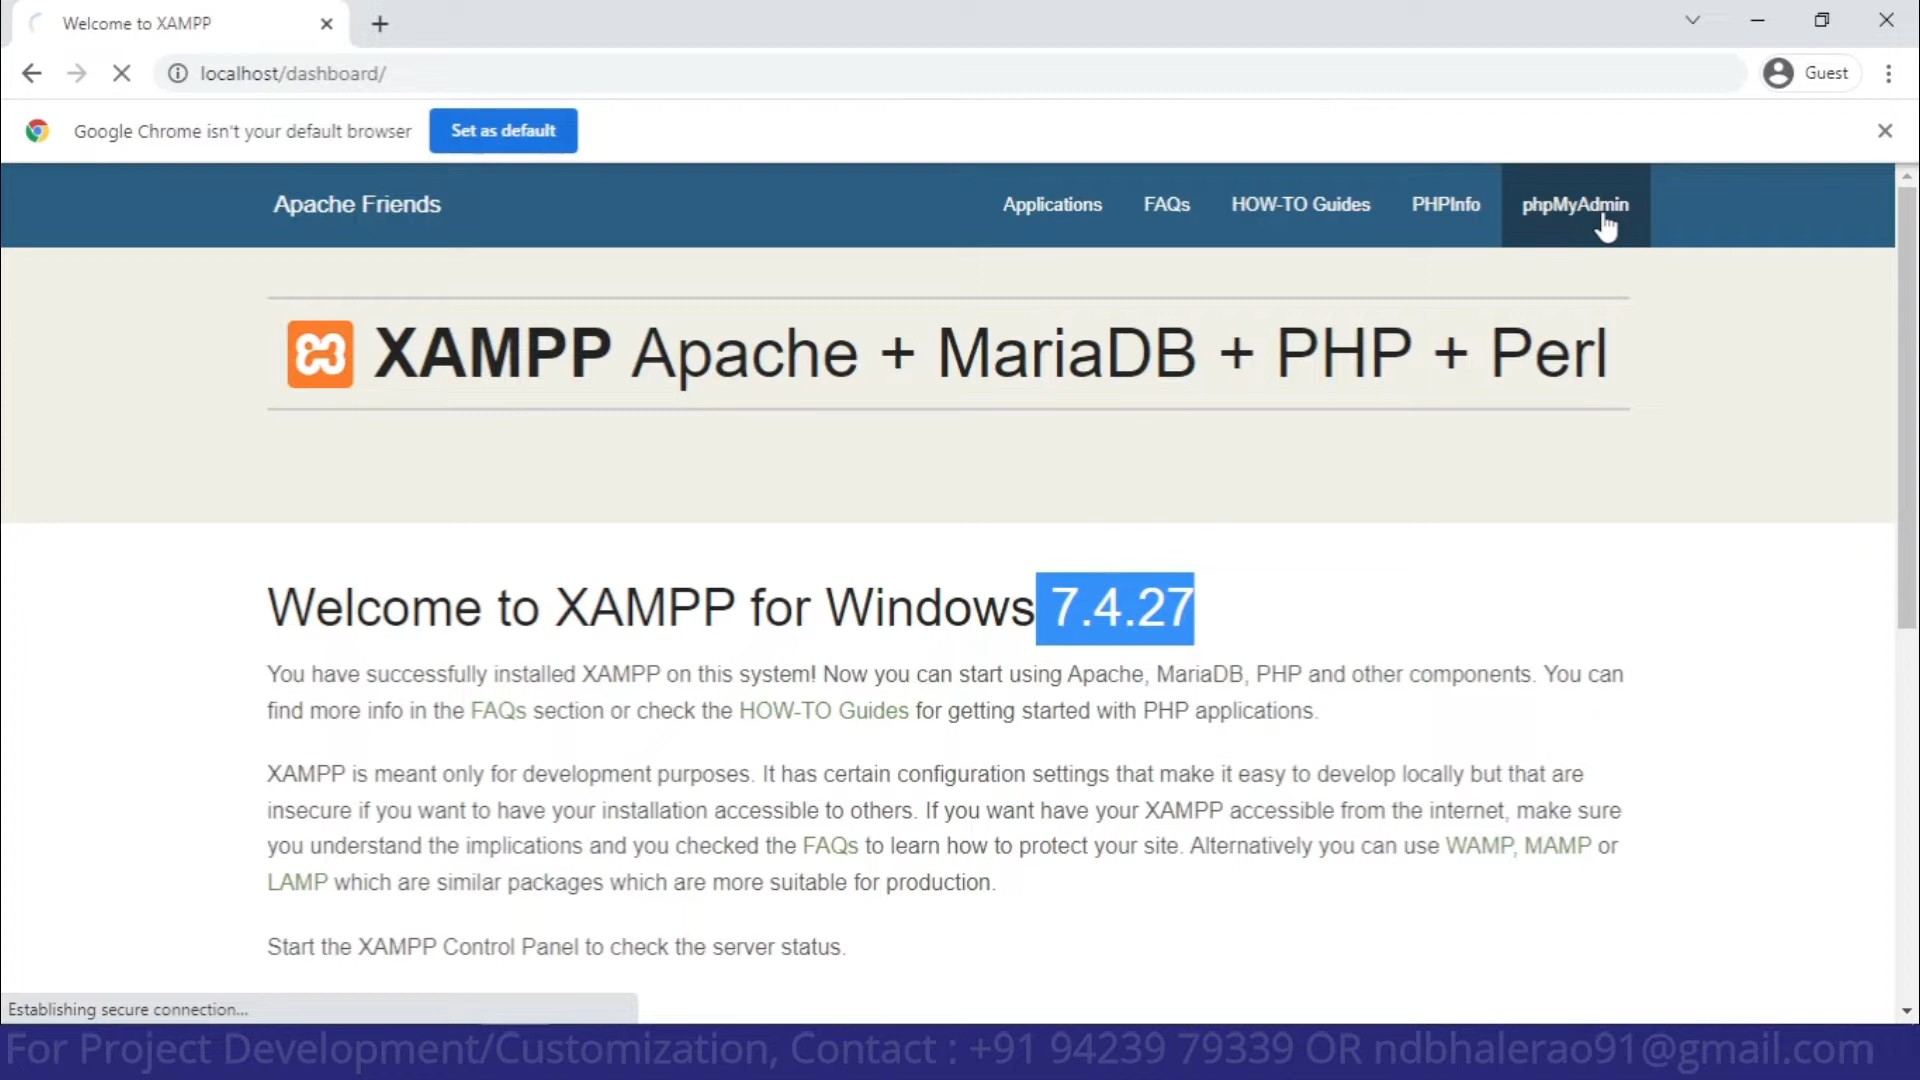 Welcome to XAMPP
localhost/dashboard/
Guest
Google Chrome isn't your default browser
Set as default
Apache Friends
Applications
FAQs
HOW-TO Guides
PHPInfo
phpMyAdmin
XAMPP Apache + MariaDB + PHP + Perl
Welcome to XAMPP for Windows 7.4.27
You have successfully installed XAMPP on this system! Now you can start using Apache, MariaDB, PHP and other components. You can
find more info in the FAQs section or check the HOW-TO Guides for getting started with PHP applications.
XAMPP is meant only for development purposes. It has certain configuration settings that make it easy to develop locally but that are
insecure if you want to have your installation accessible to others. If you want have your XAMPP accessible from the internet, make sure
you understand the implications and you checked the FAQs to learn how to protect your site. Alternatively you can use WAMP, MAMP or
LAMP which are similar packages which are more suitable for production.
Start the XAMPP Control Panel to check the server status.
Establishing secure connection...
For Project Development/Customization, Contact : +91 94239 79339 OR ndbhalerao91@gmail.com